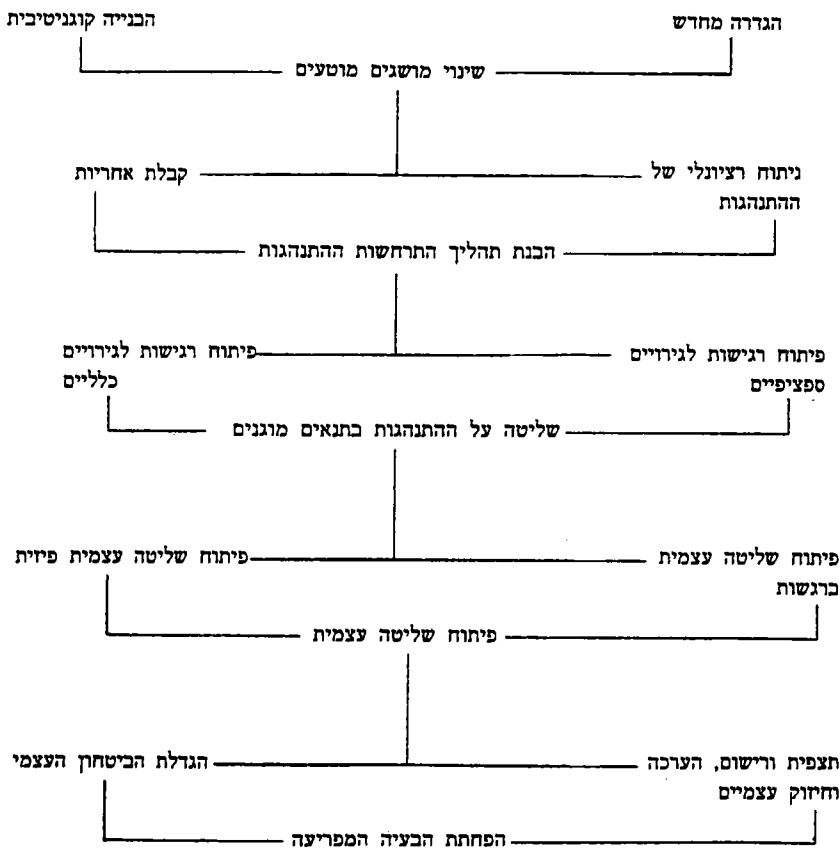 הגדרה מחדש
הבנייה קוגניטיבית
שינוי מושגים מוטעים
ניתוח רציונלי של
ההתנהגות
קבלת אחריות
הבנת תהליך התרחשות ההתנהגות
פיתוח רגישות לגירויים
ספציפיים
פיתוח רגישות לגירויים
כלליים
שליטה על ההתנהגות בתנאים מוגנים
פיתוח שליטה עצמית
ברגשות
פיתוח שליטה עצמית פיזית
פיתוח שליטה עצמית
תצפית ורישום, הערכה
וחיזוק עצמיים
הגדלת הביטחון העצמי
הפחתת הבעיה המפריעה